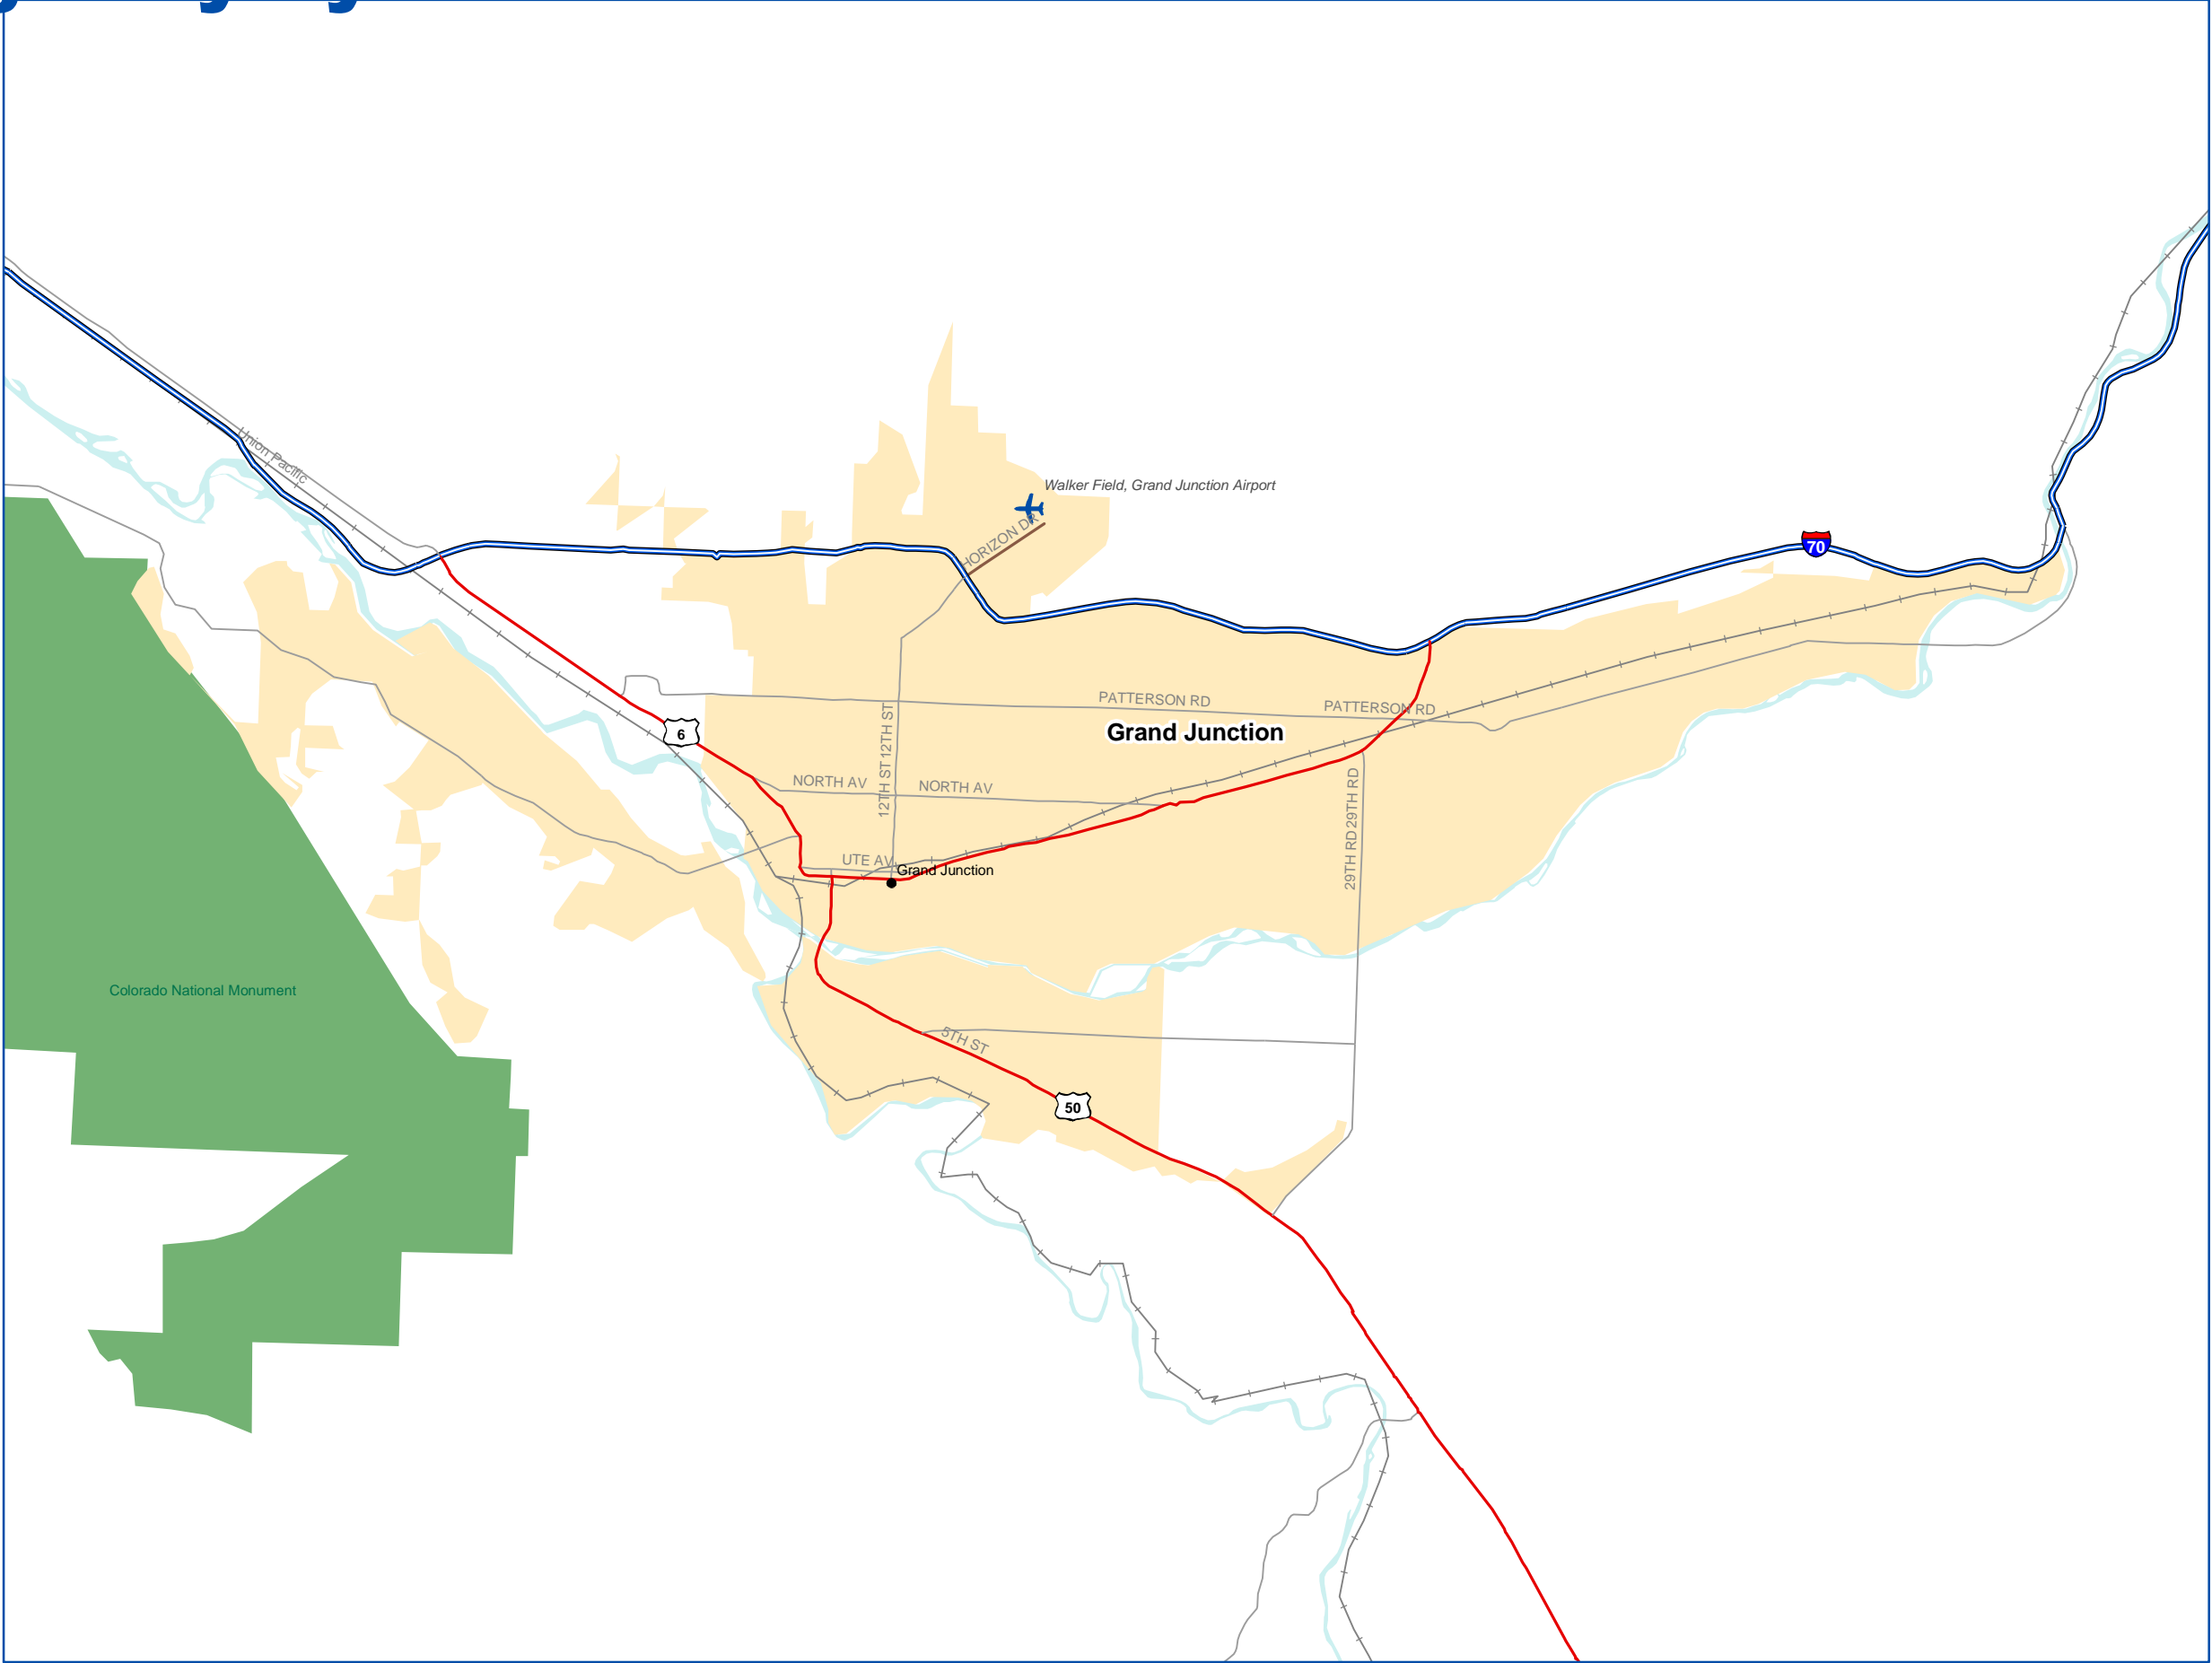 Union Pacific
Walker Field, Grand Junction Airport
HORIZON DR
70
PATTERSON RD
PATTERSON RD
Grand Junction
6
12TH ST 12TH ST
NORTH AV
NORTH AV
29TH RD 29TH RD
UTE AV
Grand Junction
Colorado National Monument
5TH ST
50